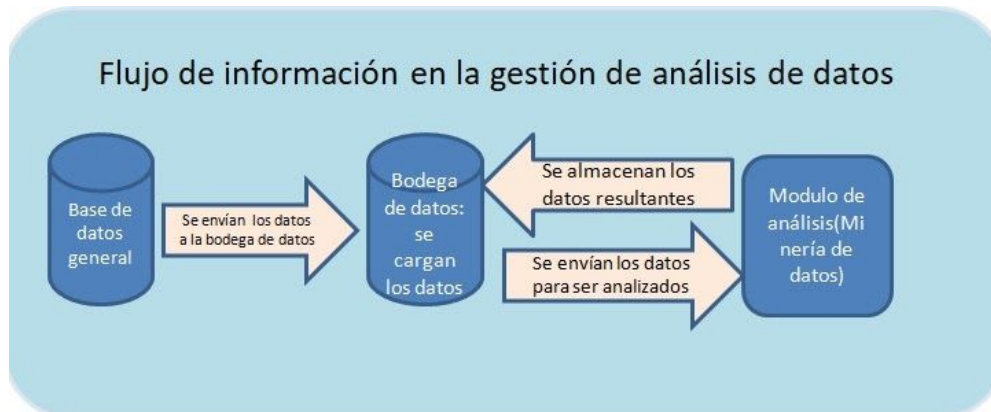 Flujo de información en la gestión de análisis de datos
Base de
datos
general
Se envían los datos
a la bodega de datos
Bodega
de datos:
se
cargan
los datos
Se almacenan los
datos resultantes
Se envían los datos
para ser analizados
Modulo de
análisis(Mi
nería de
datos)